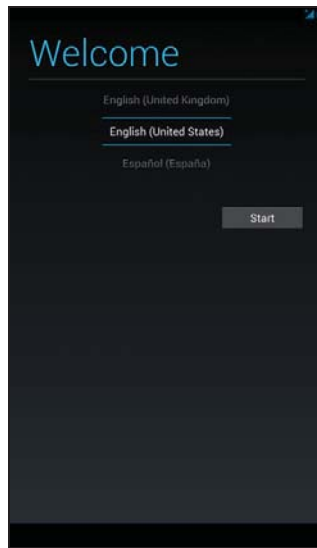 Welcome
English (United Kingdom)
English (United States)
Español (España)
Start